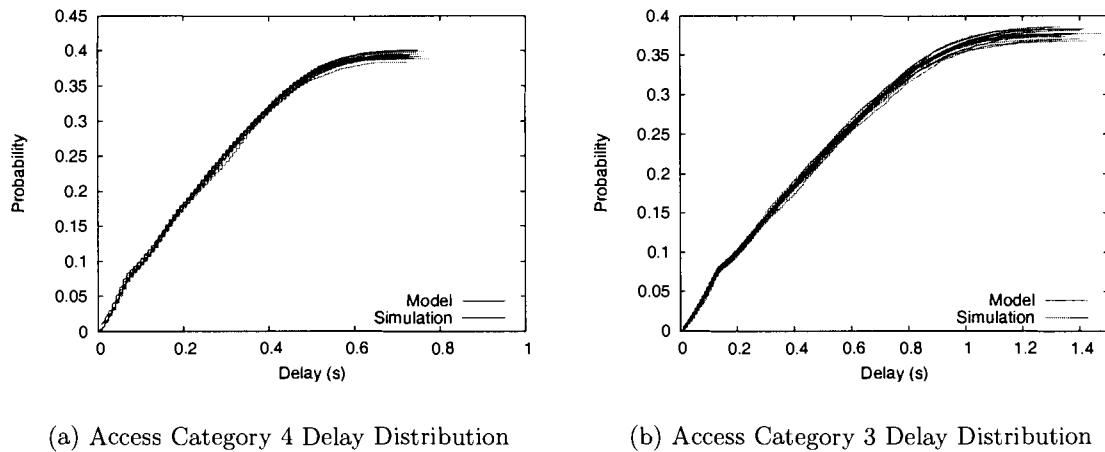 0.45
0.4
0.35
0.3
0.25
0.2
0.15
0.1
0.05
0
Probability
0 0.2 0.4 0.6 0.8 1
Delay (s)
Model
Simulation
(a) Access Category 4 Delay Distribution
0.4
0.35
0.3
0.25
0.2
0.15
0.1
0.05
0
Probability
0 0.2 0.4 0.6 0.8 1 1.2 1.4
Delay (s)
Model
Simulation
(b) Access Category 3 Delay Distribution